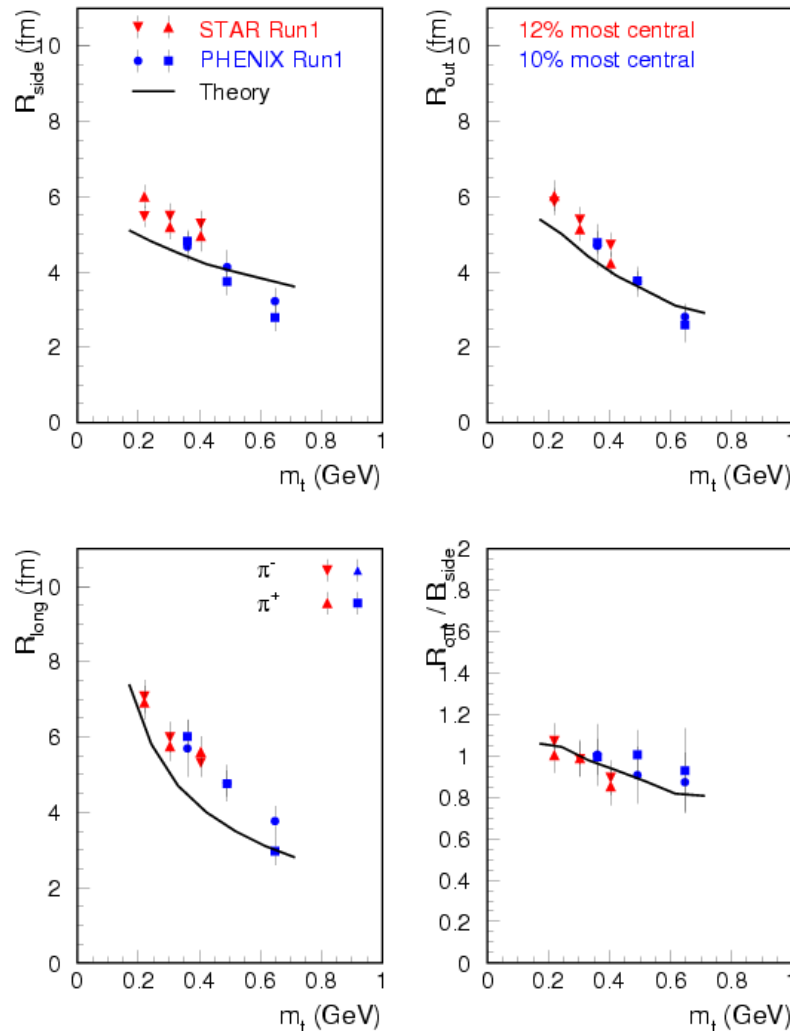 R_side (fm)
10
8
6
4
2
0
STAR Run1
PHENIX Run1
Theory
0 0.2 0.4 0.6 0.8 1
m_t (GeV)
R_out (fm)
10
8
6
4
2
0
12% most central
10% most central
0 0.2 0.4 0.6 0.8 1
m_t (GeV)
R_long (fm)
10
8
6
4
2
0
π-
π+
0 0.2 0.4 0.6 0.8 1
m_t (GeV)
R_out / R_side
2
1.8
1.6
1.4
1.2
1
0.8
0.6
0.4
0.2
0
0 0.2 0.4 0.6 0.8 1
m_t (GeV)